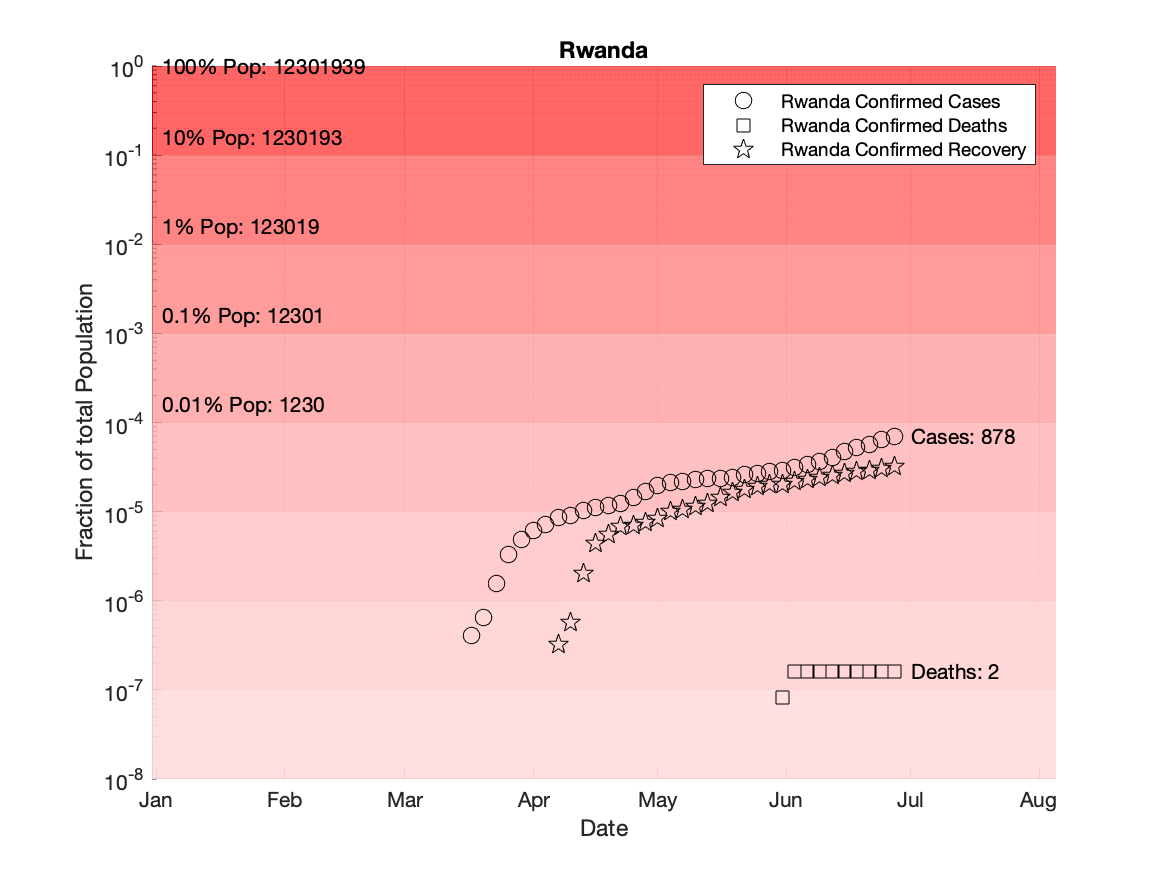 Rwanda
10^0
100% Pop: 12301939
Rwanda Confirmed Cases
Rwanda Confirmed Deaths
Rwanda Confirmed Recovery
10% Pop: 1230193
10^-1
1% Pop: 123019
10^-2
0.1% Pop: 12301
10^-3
0.01% Pop: 1230
10^-4
Cases: 878
10^-5
10^-6
Deaths: 2
10^-7
10^-8
Fraction of total Population
Jan Feb Mar Apr May Jun Jul Aug
Date